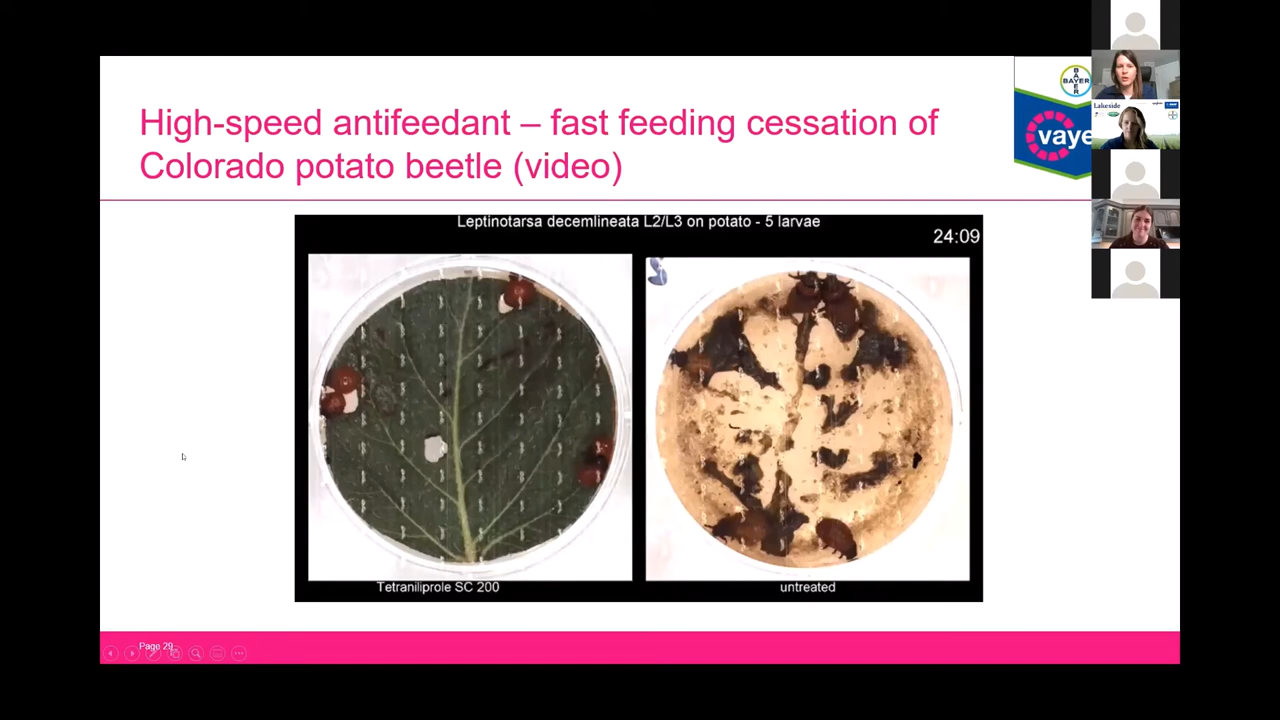 High-speed antifeedant – fast feeding cessation of
Colorado potato beetle (video)
BAYER
vaye
Lakeside
Leptinotarsa decemlineata L2/L3 on potato - 5 larvae
24:09
Tetraniliprole SC 200
untreated
Page 29